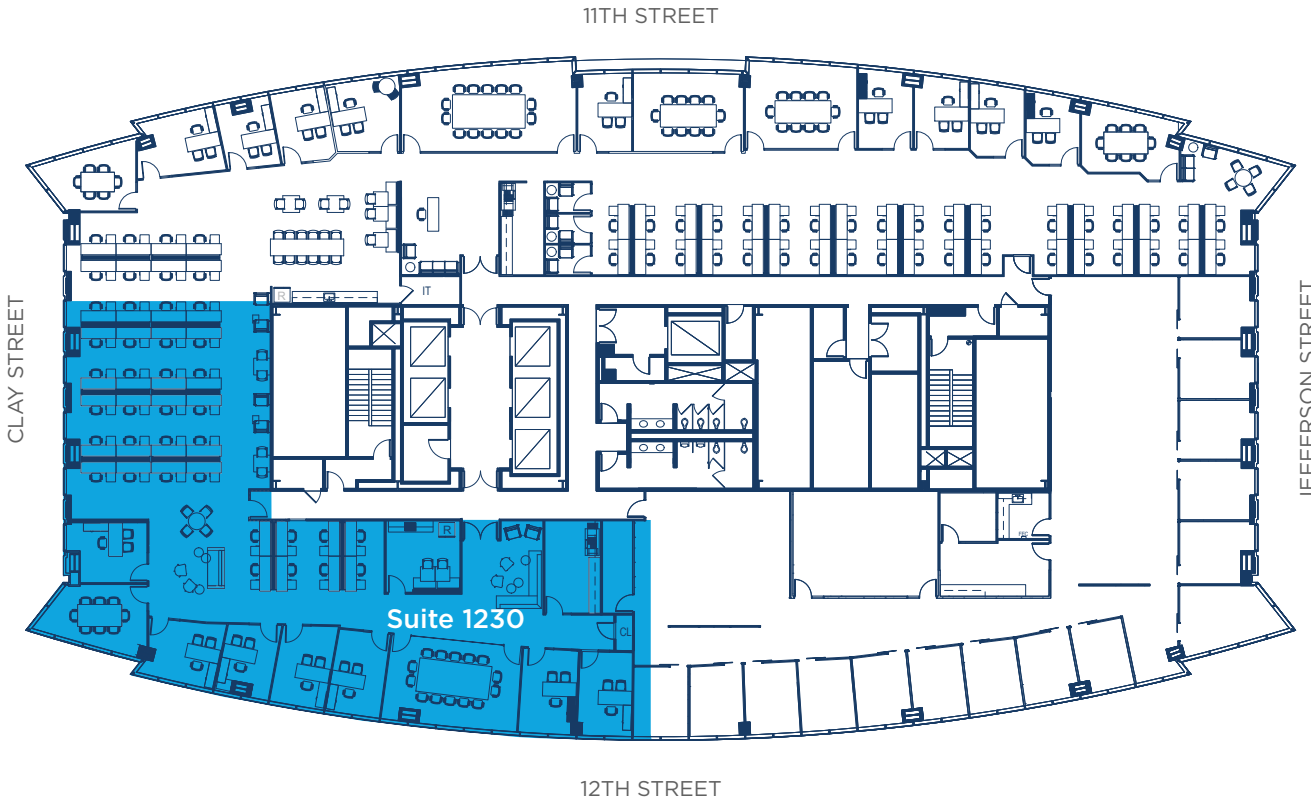 11TH STREET
R
IT
CLAY STREET
JEFFERSON STREET
R
Suite 1230
CL
12TH STREET